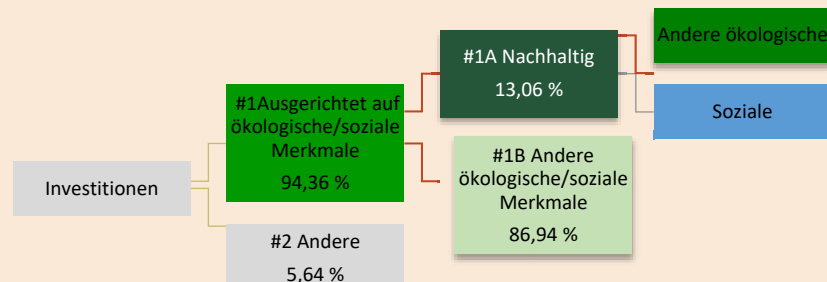 Investitionen
#1Ausgerichtet auf
ökologische/soziale
Merkmale
94,36 %
#2 Andere
5,64 %
#1A Nachhaltig
13,06 %
#1B Andere
ökologische/soziale
Merkmale
86,94 %
Andere ökologische
Soziale